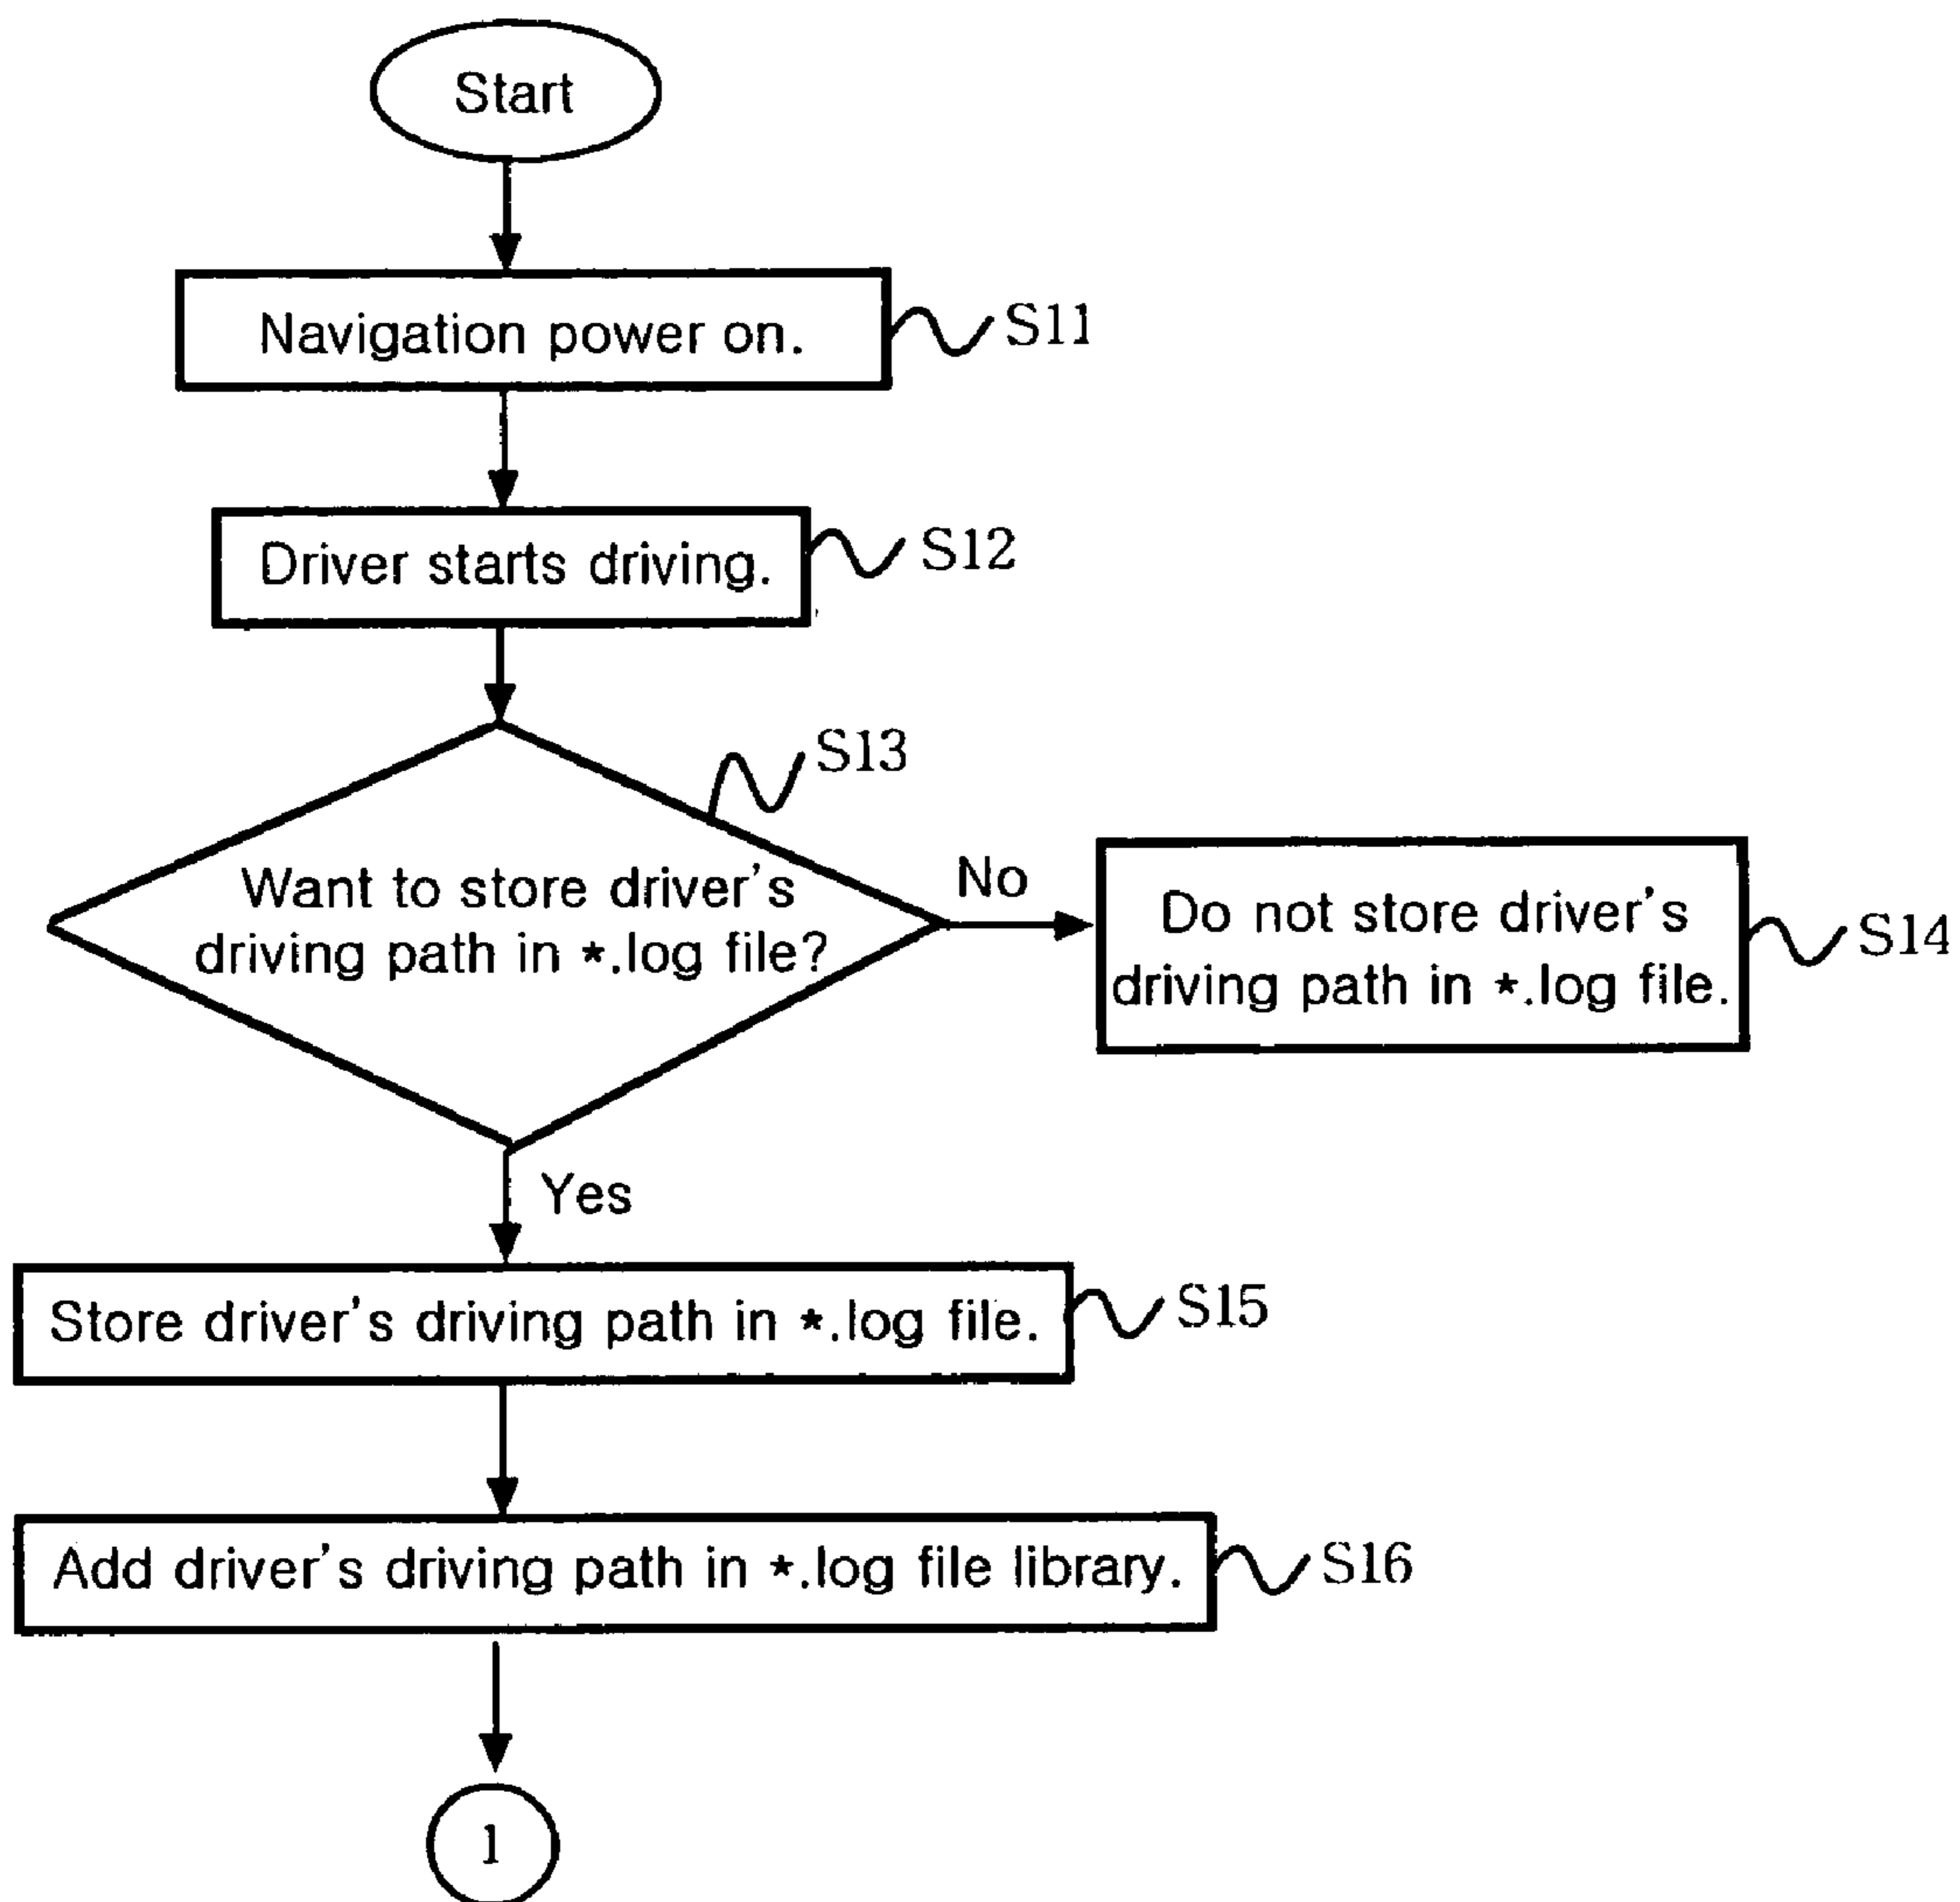 Start
Navigation power on.
S11
Driver starts driving.
S12
S13
Want to store driver's
driving path in *.log file?
No
Do not store driver's
driving path in *.log file.
S14
Yes
Store driver's driving path in *.log file.
S15
Add driver's driving path in *.log file library.
S16
1